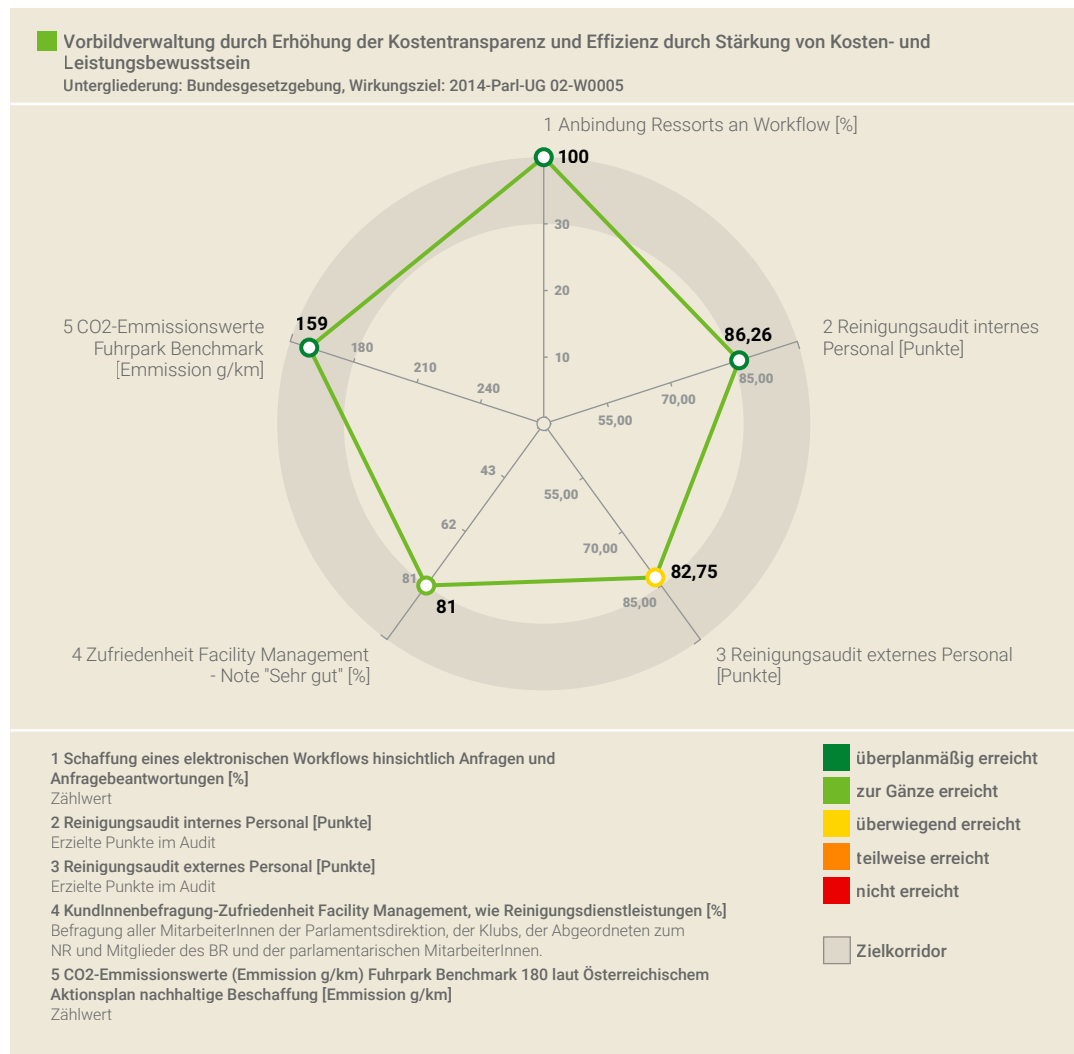 Vorbildverwaltung durch Erhöhung der Kostentransparenz und Effizienz durch Stärkung von Kosten- und
Leistungsbewusstsein
Untergliederung: Bundesgesetzgebung, Wirkungsziel: 2014-Parl-UG 02-W0005
1 Anbindung Ressorts an Workflow [%]
100
30
20
10
2 Reinigungsaudit internes
Personal [Punkte]
86,26
85,00
70,00
55,00
3 Reinigungsaudit externes Personal
[Punkte]
82,75
85,00
70,00
55,00
4 Zufriedenheit Facility Management
- Note "Sehr gut" [%]
81
81
62
43
5 CO2-Emmissionswerte
Fuhrpark Benchmark
[Emmission g/km]
159
180
210
240
1 Schaffung eines elektronischen Workflows hinsichtlich Anfragen und
Anfragebeantwortungen [%]
Zählwert
2 Reinigungsaudit internes Personal [Punkte]
Erzielte Punkte im Audit
3 Reinigungsaudit externes Personal [Punkte]
Erzielte Punkte im Audit
4 KundInnenbefragung-Zufriedenheit Facility Management, wie Reinigungsdienstleistungen [%]
Befragung aller MitarbeiterInnen der Parlamentsdirektion, der Klubs, der Abgeordneten zum
NR und Mitglieder des BR und der parlamentarischen MitarbeiterInnen.
5 CO2-Emmissionswerte (Emmission g/km) Fuhrpark Benchmark 180 laut Österreichischem
Aktionsplan nachhaltige Beschaffung [Emmission g/km]
Zählwert
überplanmäßig erreicht
zur Gänze erreicht
überwiegend erreicht
teilweise erreicht
nicht erreicht
Zielkorridor